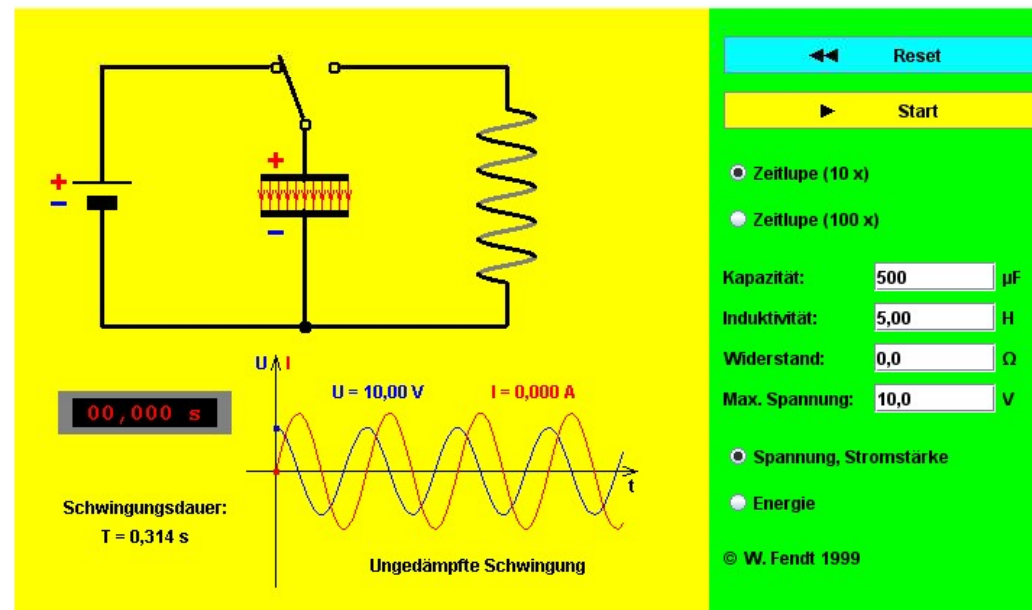 ◀◀ Reset
▶ Start
+
+
−
−
Zeitlupe (10 x)
Zeitlupe (100 x)
Kapazität: 500 µF
Induktivität: 5,00 H
Widerstand: 0,0 Ω
Max. Spannung: 10,0 V
Spannung, Stromstärke
Energie
© W. Fendt 1999
U I
U = 10,00 V I = 0,000 A
00,000 s
t
Schwingungsdauer:
T = 0,314 s
Ungedämpfte Schwingung